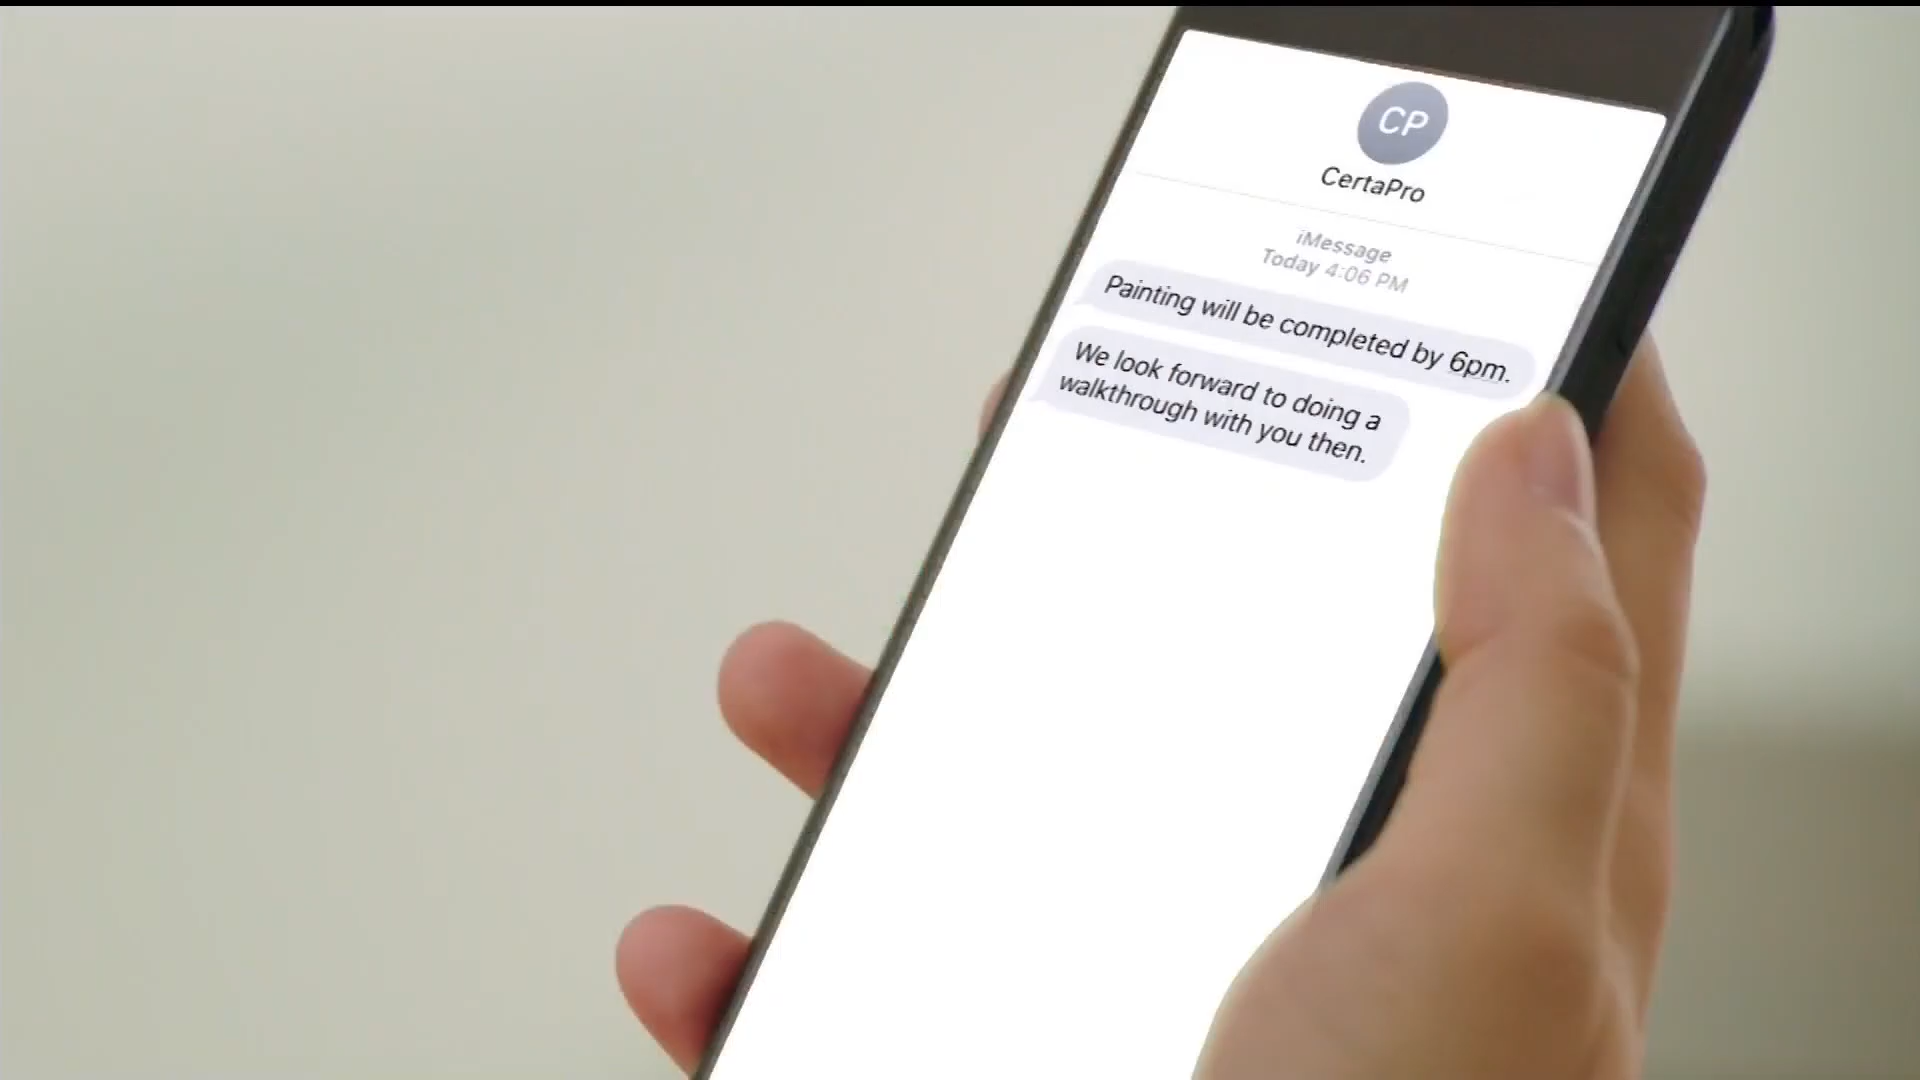 CP
CertaPro
iMessage
Today 4:06 PM
Painting will be completed by 6pm.
We look forward to doing a
walkthrough with you then.